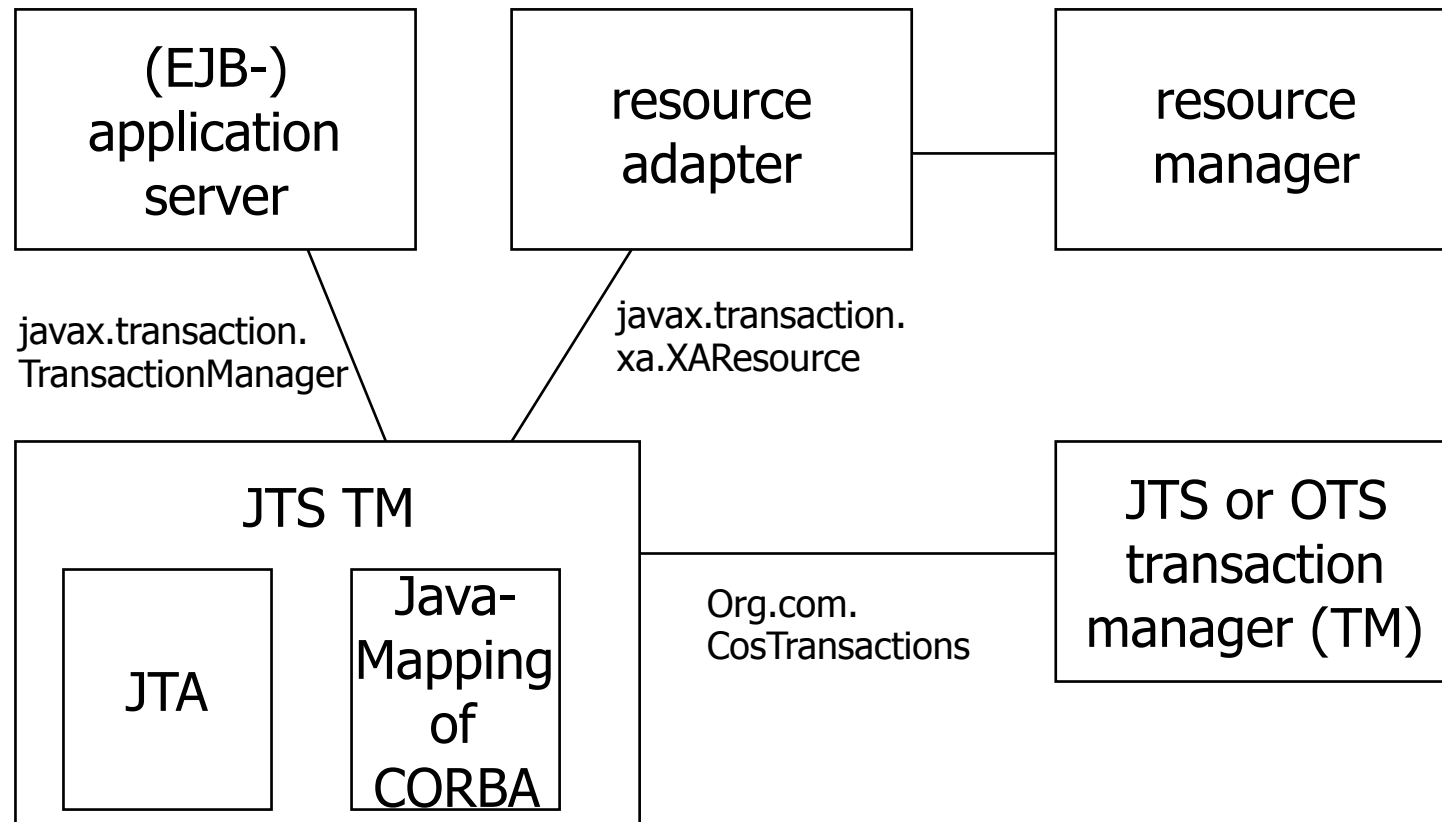 (EJB-)
application
server
resource
adapter
resource
manager
javax.transaction.
TransactionManager
javax.transaction.
xa.XAResource
JTS TM
JTA
Java-
Mapping
of
CORBA
Org.com.
CosTransactions
JTS or OTS
transaction
manager (TM)